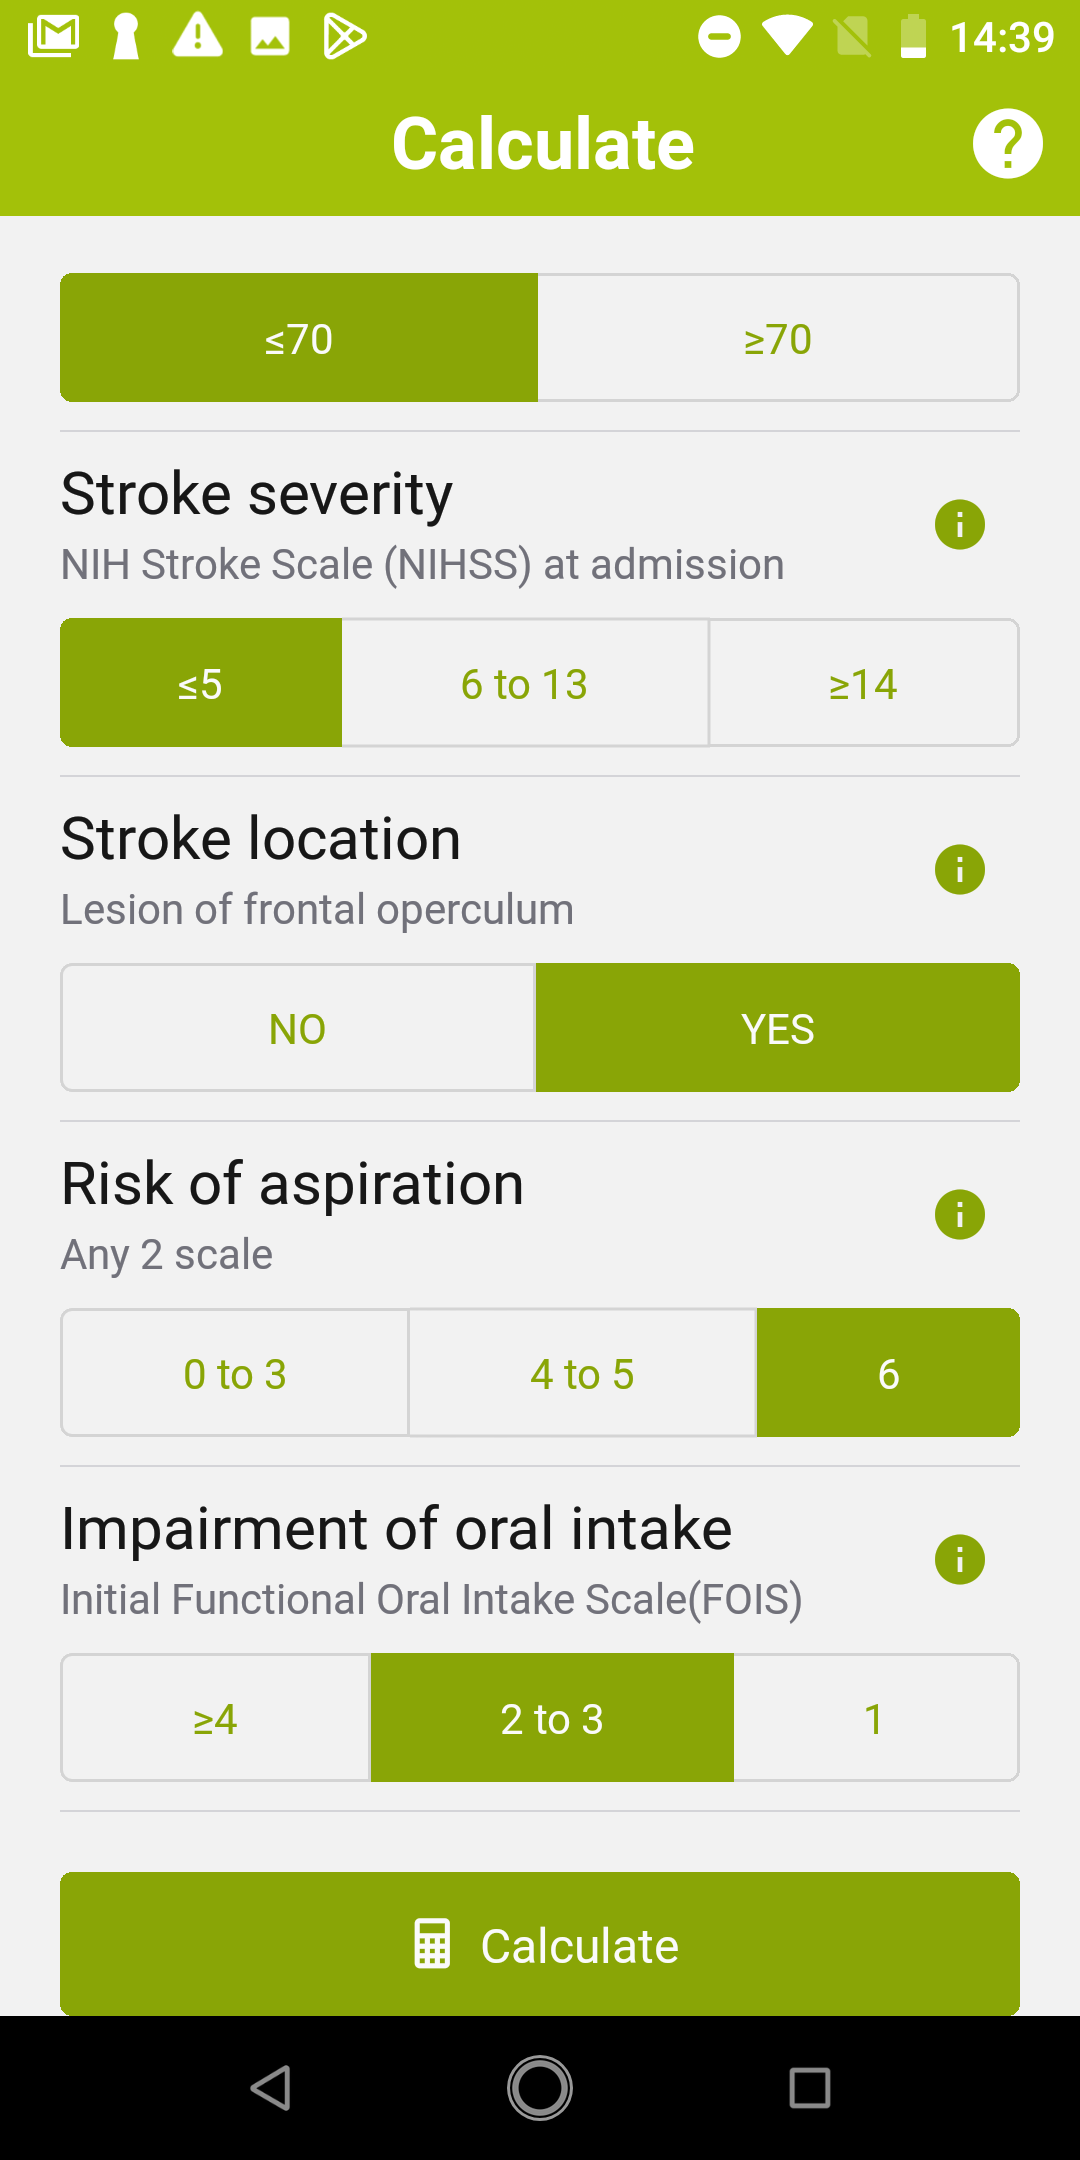 14:39
Calculate
≤70
≥70
Stroke severity
NIH Stroke Scale (NIHSS) at admission
≤5
6 to 13
≥14
Stroke location
Lesion of frontal operculum
NO
YES
Risk of aspiration
Any 2 scale
0 to 3
4 to 5
6
Impairment of oral intake
Initial Functional Oral Intake Scale(FOIS)
≥4
2 to 3
1
Calculate